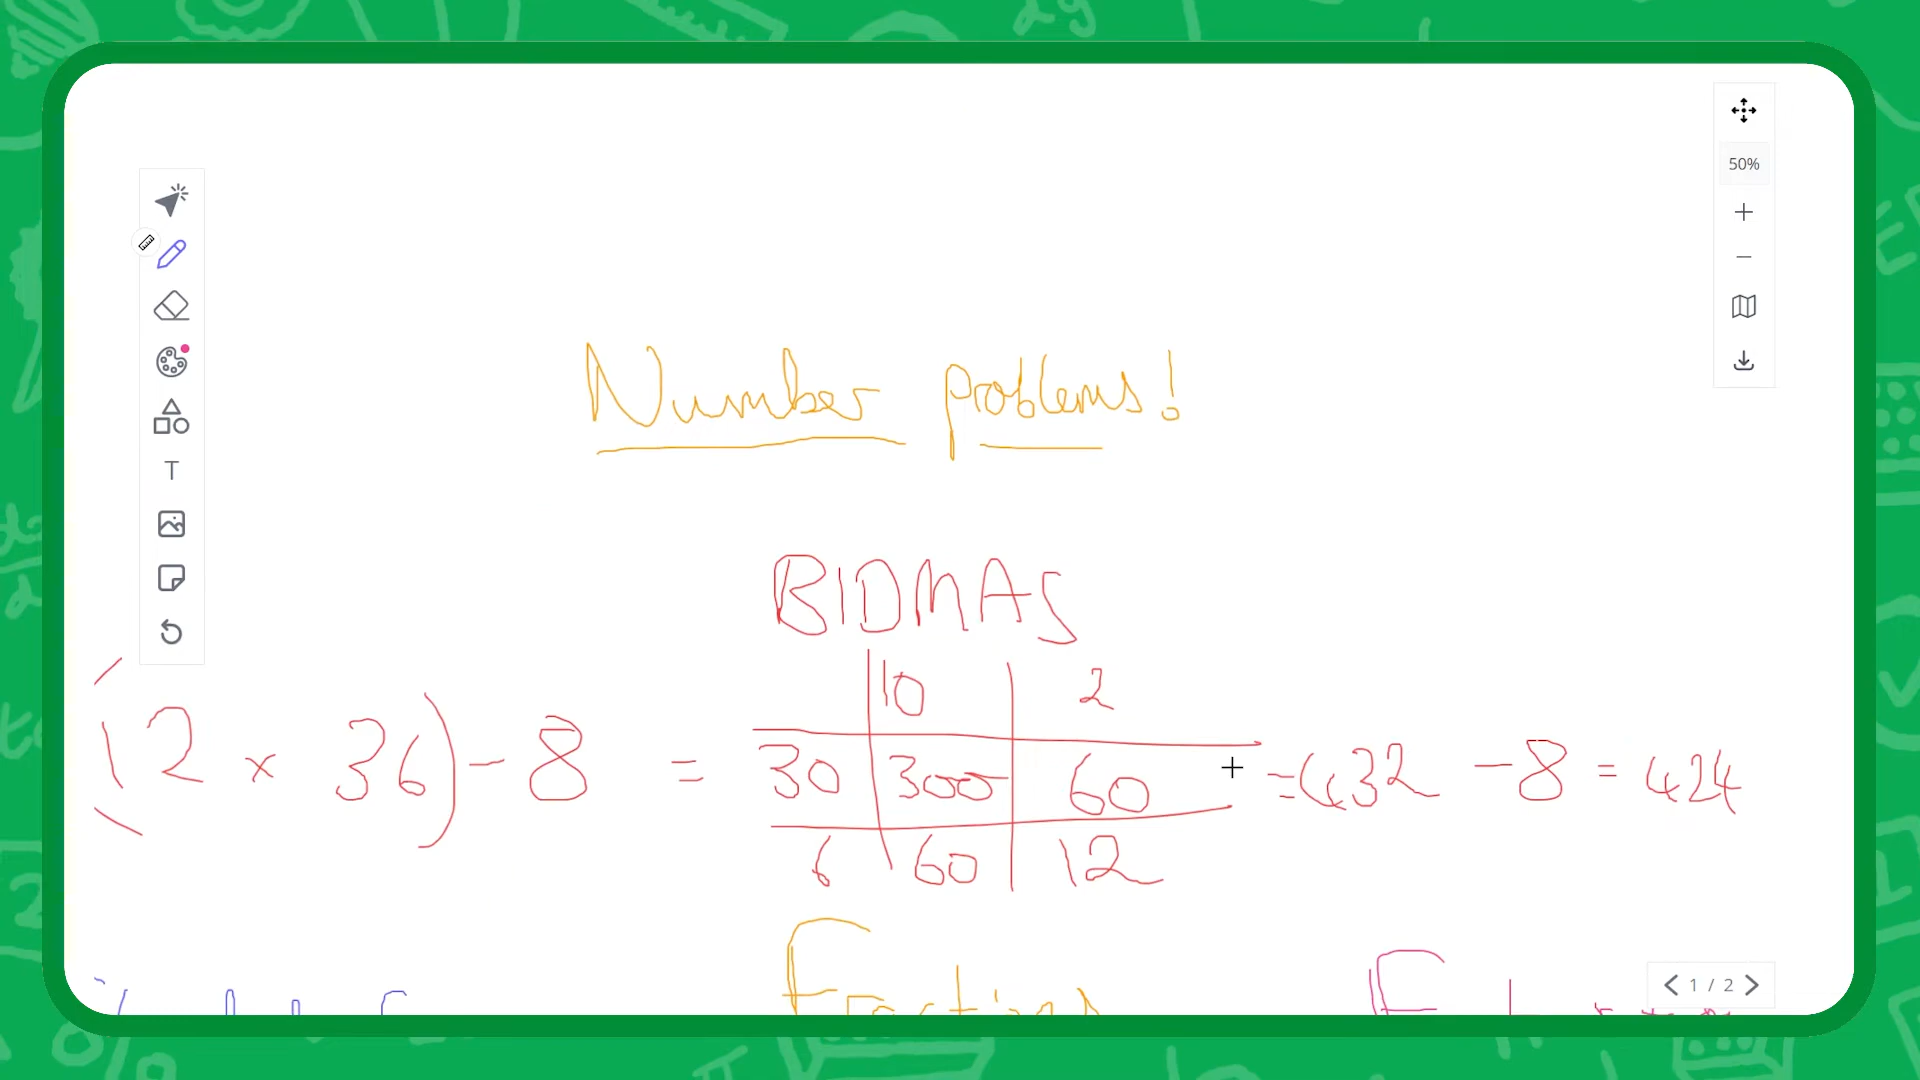 50%
Number problems!
BIDMAS
10 2
(12 × 36) - 8 = 30 300 60 = 432 - 8 = 424
6 60 12
Fractions
1 / 2
T